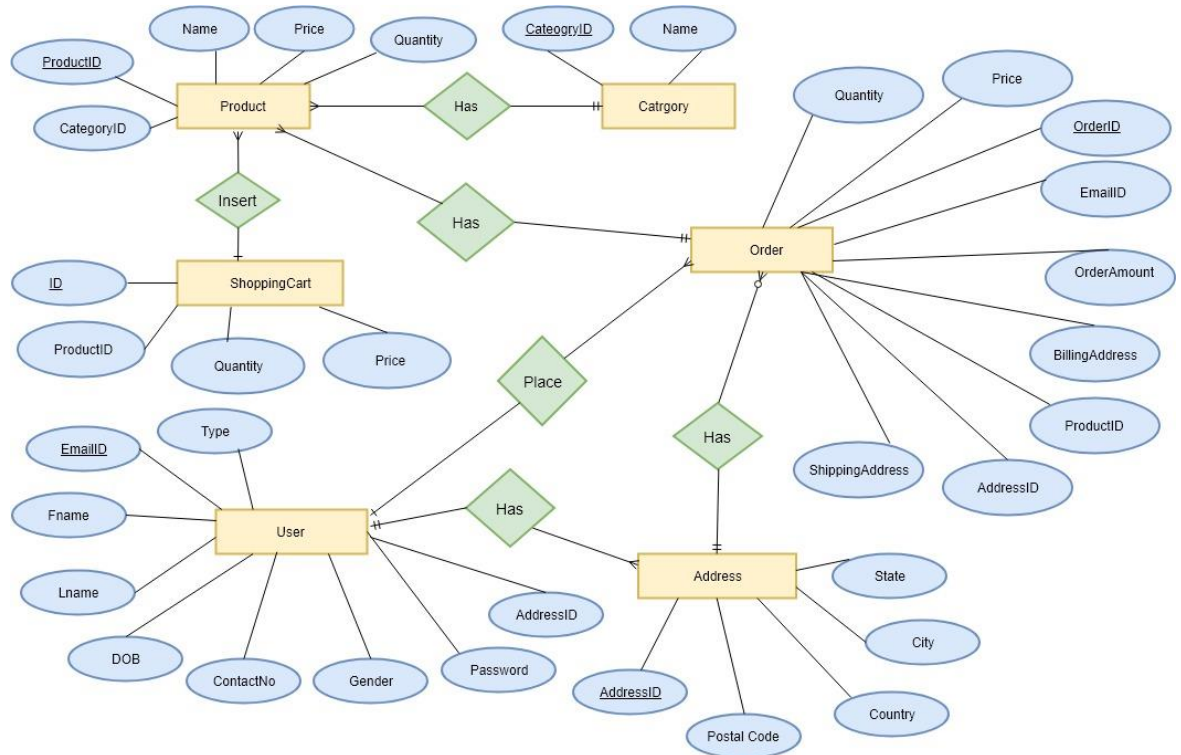 Name
Price
CateogryID
Name
Quantity
ProductID
Price
Quantity
Product
Has
Catrgory
CategoryID
OrderID
EmailID
Insert
Has
Order
ID
ShoppingCart
OrderAmount
ProductID
Quantity
Price
BillingAddress
Place
Type
EmailID
Has
ProductID
ShippingAddress
AddressID
Fname
Has
User
Address
State
Lname
AddressID
City
DOB
ContactNo
Gender
Password
AddressID
Country
Postal Code